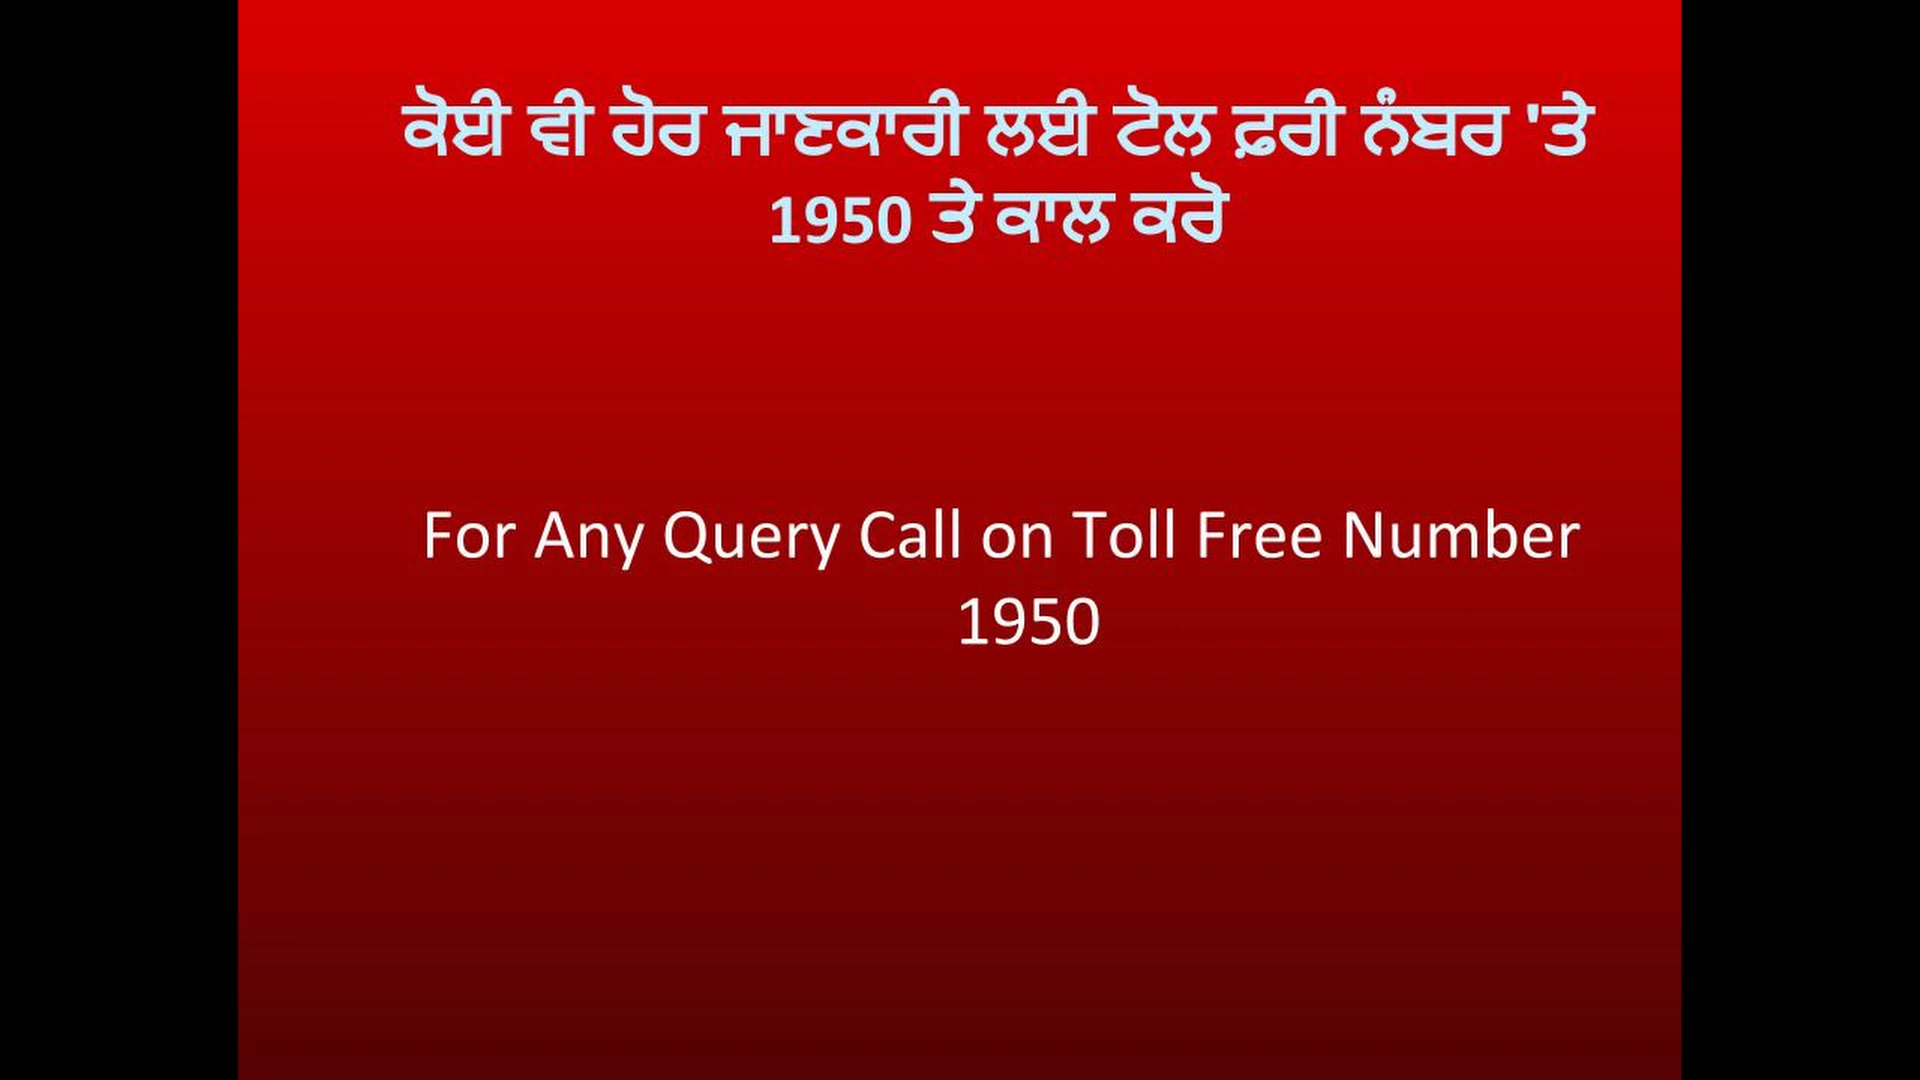 ਕੋਈ ਵੀ ਹੋਰ ਜਾਣਕਾਰੀ ਲਈ ਟੋਲ ਫ਼ਰੀ ਨੰਬਰ 'ਤੇ
1950 ਤੇ ਕਾਲ ਕਰੋ
For Any Query Call on Toll Free Number
1950